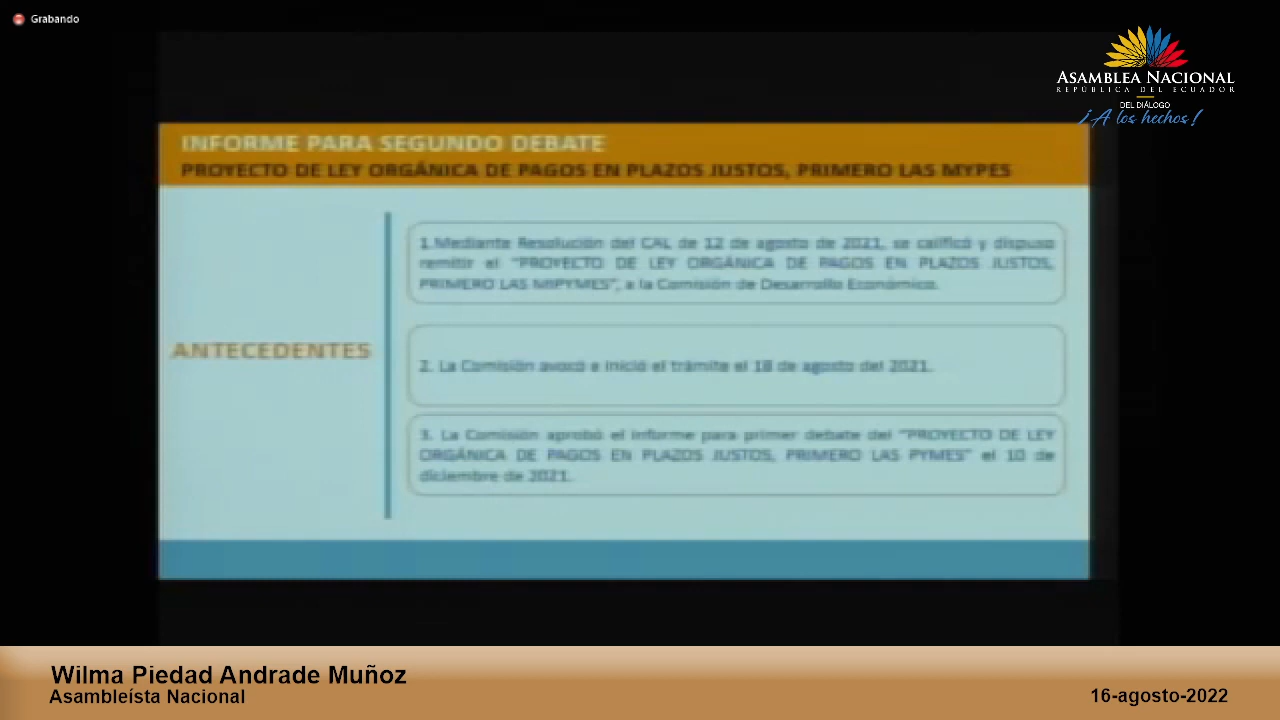 Grabando
ASAMBLEA NACIONAL
REPÚBLICA DEL ECUADOR
DEL DIÁLOGO
¡A los hechos!
INFORME PARA SEGUNDO DEBATE
PROYECTO DE LEY ORGÁNICA DE PAGOS EN PLAZOS JUSTOS, PRIMERO LAS MYPES
1.Mediante Resolución del CAL de 12 de agosto de 2021, se calificó y dispuso
remitir el "PROYECTO DE LEY ORGÁNICA DE PAGOS EN PLAZOS JUSTOS,
PRIMERO LAS MIPYMES", a la Comisión de Desarrollo Económico.
ANTECEDENTES
2. La Comisión avocó e inició el trámite el 18 de agosto del 2021.
3. La Comisión aprobó el informe para primer debate del "PROYECTO DE LEY
ORGÁNICA DE PAGOS EN PLAZOS JUSTOS, PRIMERO LAS PYMES" el 10 de
diciembre de 2021.
Wilma Piedad Andrade Muñoz
Asambleísta Nacional
16-agosto-2022